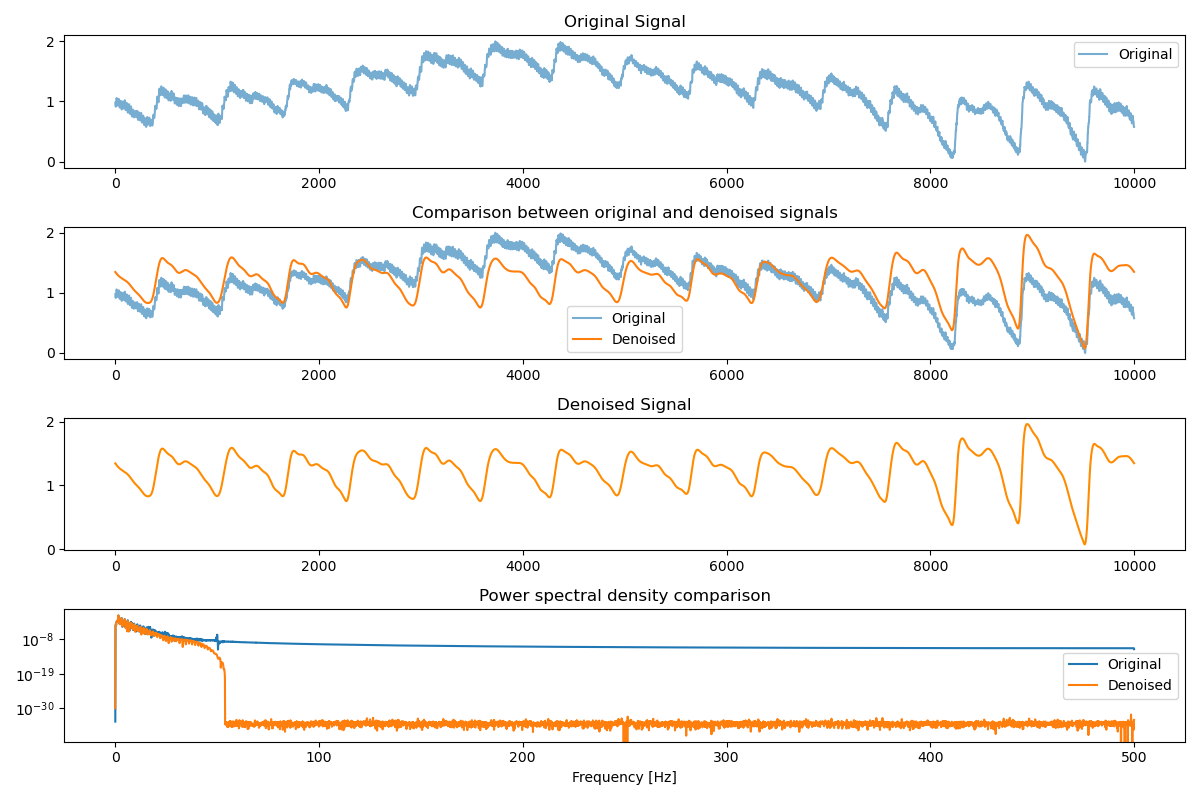 Original Signal
2
1
0
Original
0 2000 4000 6000 8000 10000
Comparison between original and denoised signals
2
1
0
Original
Denoised
0 2000 4000 6000 8000 10000
Denoised Signal
2
1
0
0 2000 4000 6000 8000 10000
Power spectral density comparison
10⁻⁸
10⁻¹⁹
10⁻³⁰
Original
Denoised
0 100 200 300 400 500
Frequency [Hz]